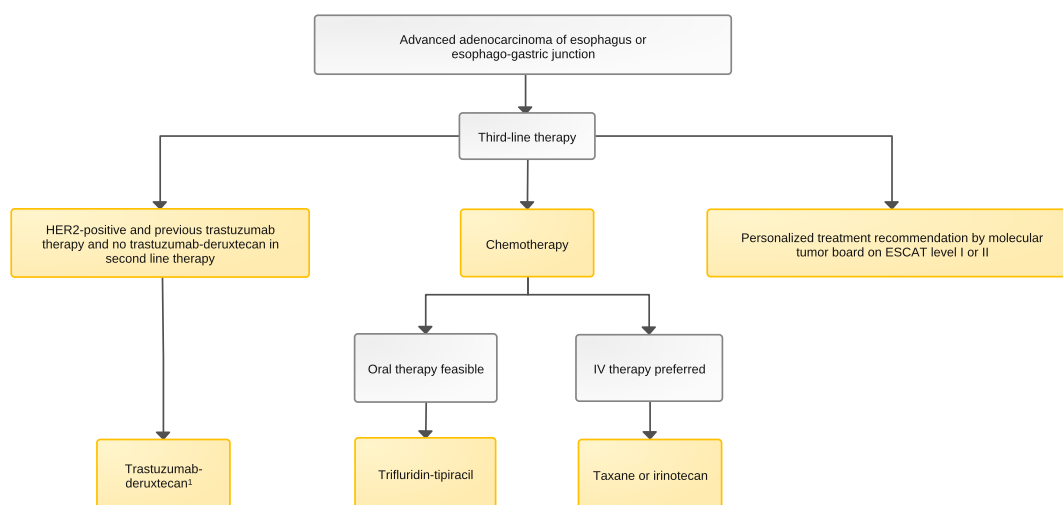 Advanced adenocarcinoma of esophagus or
esophago-gastric junction
Third-line therapy
HER2-positive and previous trastuzumab
therapy and no trastuzumab-deruxtecan in
second line therapy
Chemotherapy
Personalized treatment recommendation by molecular
tumor board on ESCAT level I or II
Oral therapy feasible
IV therapy preferred
Trastuzumab-
deruxtecan¹
Trifluridin-tipiracil
Taxane or irinotecan